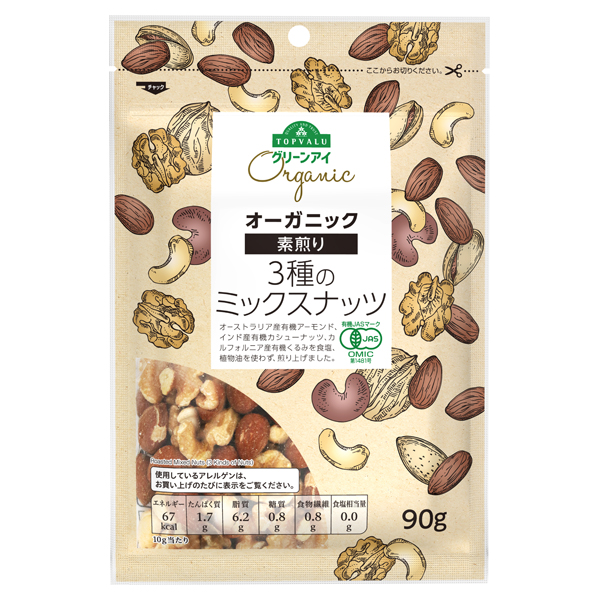 ここからお切りください。
チャック
QUALITY AND TRUST
TOPVALU
グリーンアイ
Organic
オーガニック
素煎り
3種の
ミックスナッツ
オーストラリア産有機アーモンド、
インド産有機カシューナッツ、カ
ルフォルニア産有機くるみを食塩、
植物油を使わず、煎り上げました。
有機JASマーク
JAS
OMIC
第1481号
Roasted Mixed Nuts (3 Kinds of Nuts)
使用しているアレルゲンは、
お買い上げのたびに表示をご覧ください。
エネルギー たんぱく質 脂質 糖質 食物繊維 食塩相当量
67 kcal 1.7 g 6.2 g 0.8 g 0.8 g 0.0 g
10g当たり
90g